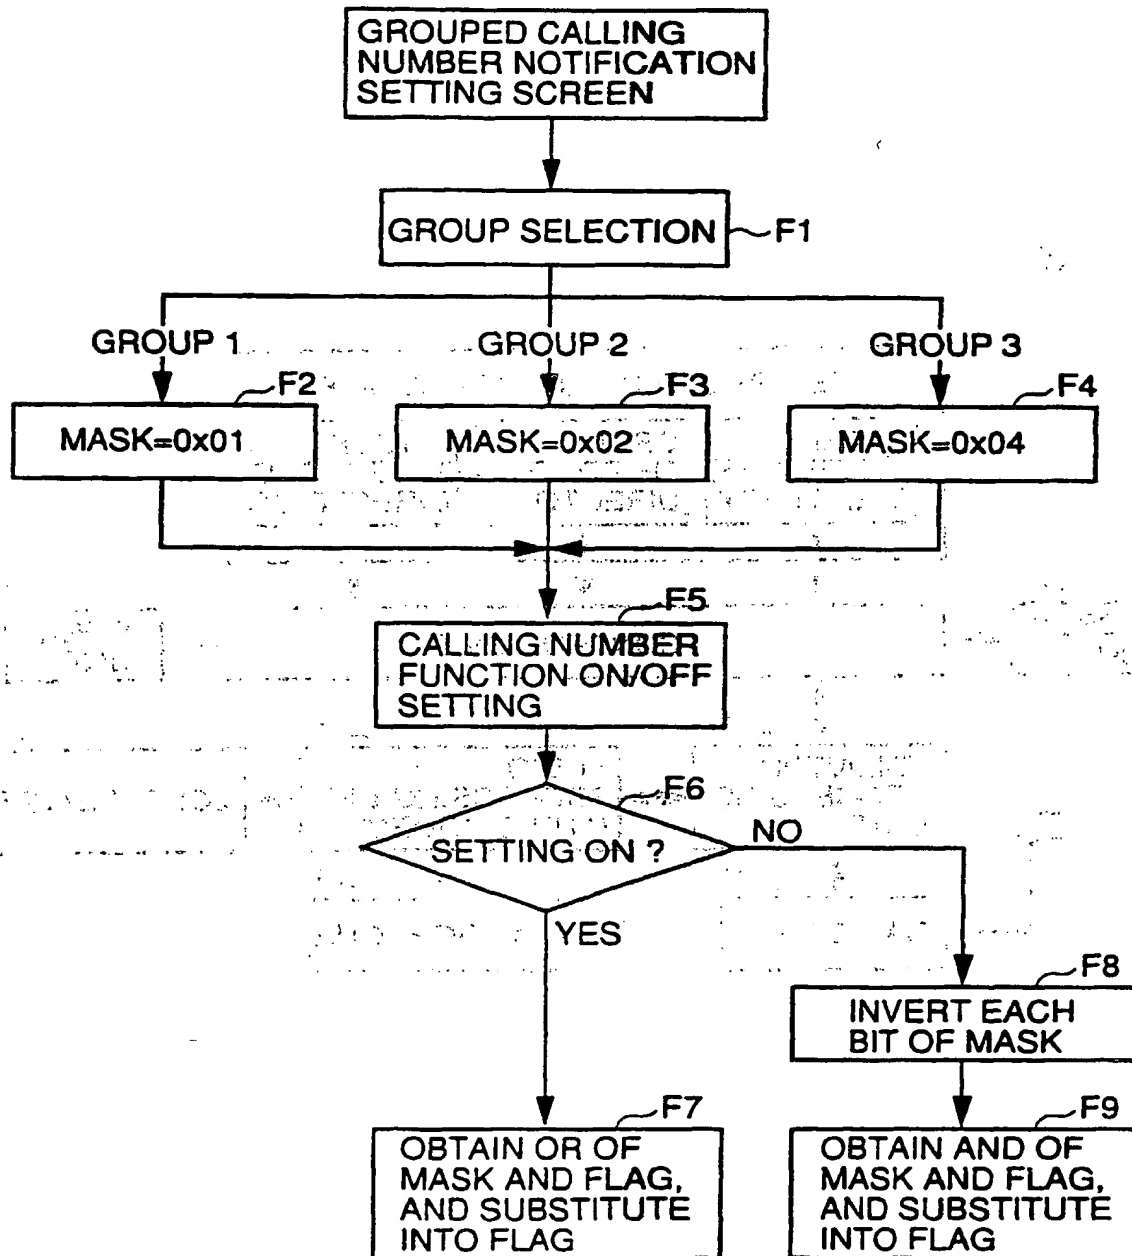 GROUPED CALLING
NUMBER NOTIFICATION
SETTING SCREEN
GROUP SELECTION
F1
GROUP 1
GROUP 2
GROUP 3
F2
F3
F4
MASK=0x01
MASK=0x02
MASK=0x04
F5
CALLING NUMBER
FUNCTION ON/OFF
SETTING
F6
SETTING ON ?
NO
YES
F8
INVERT EACH
BIT OF MASK
F7
F9
OBTAIN OR OF
MASK AND FLAG,
AND SUBSTITUTE
INTO FLAG
OBTAIN AND OF
MASK AND FLAG,
AND SUBSTITUTE
INTO FLAG